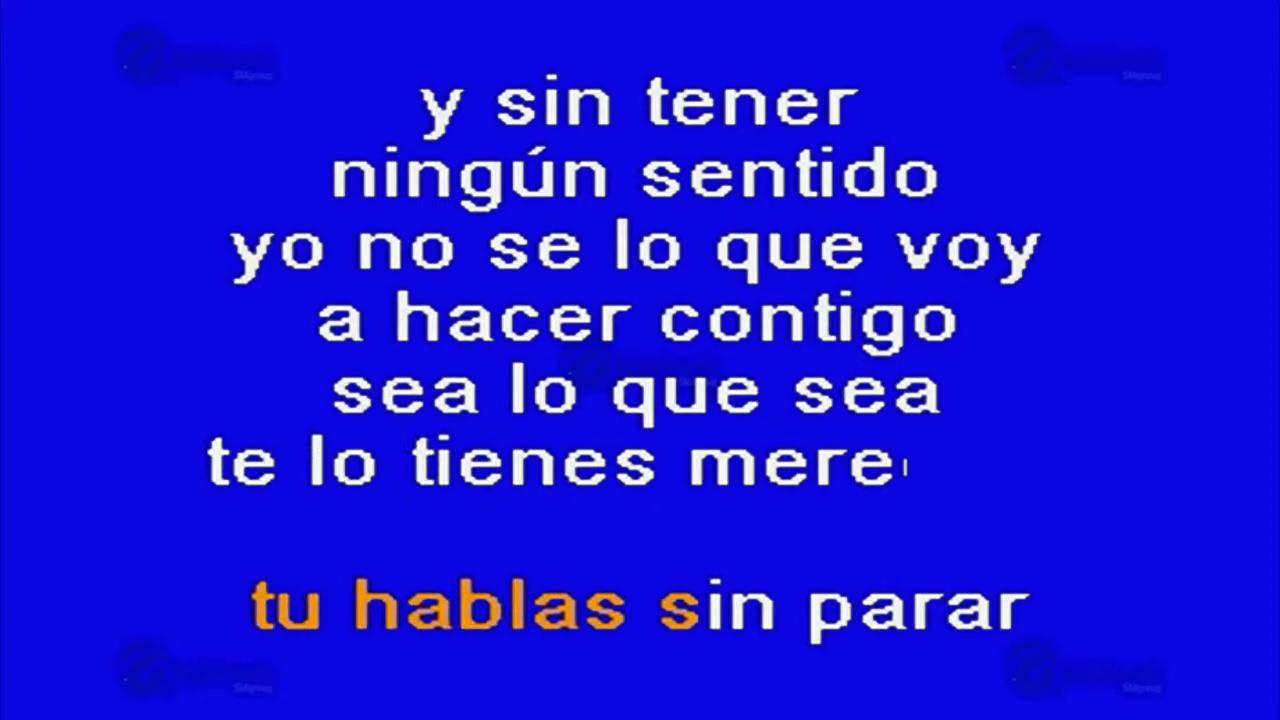 y sin tener
ningún sentido
yo no se lo que voy
a hacer contigo
sea lo que sea
te lo tienes mere
tu hablas sin parar